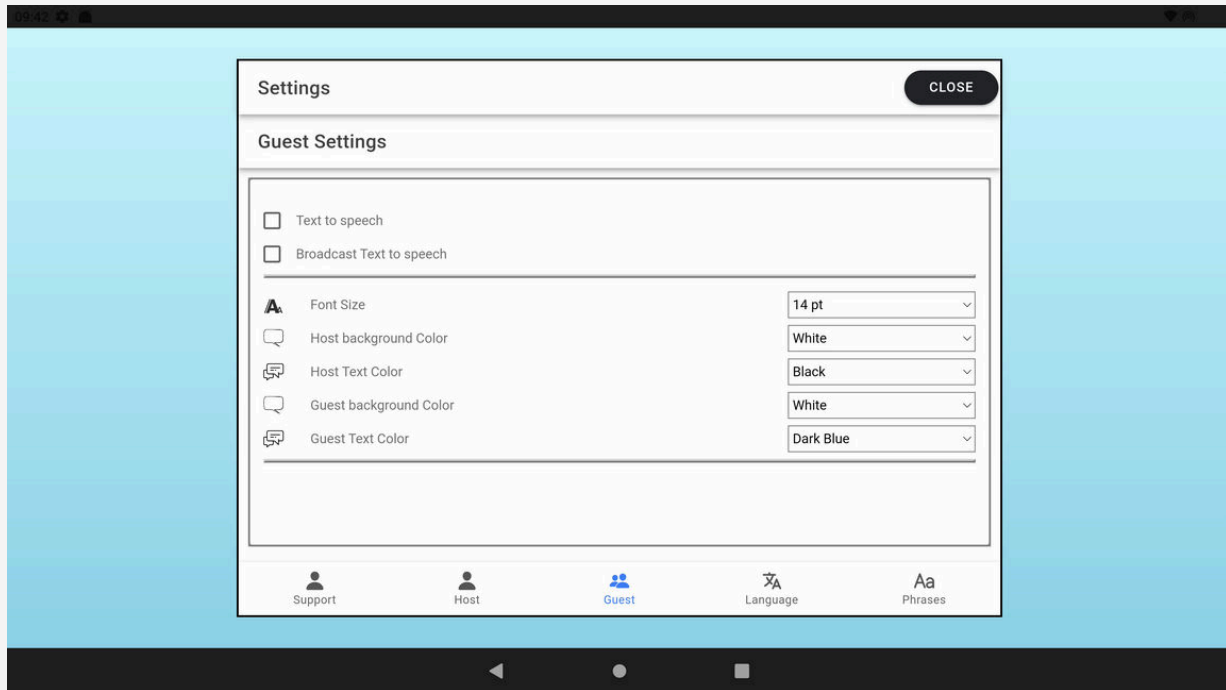 09:42
Settings
CLOSE
Guest Settings
Text to speech
Broadcast Text to speech
Font Size 14 pt
Host background Color White
Host Text Color Black
Guest background Color White
Guest Text Color Dark Blue
Support Host Guest Language Phrases
Aa